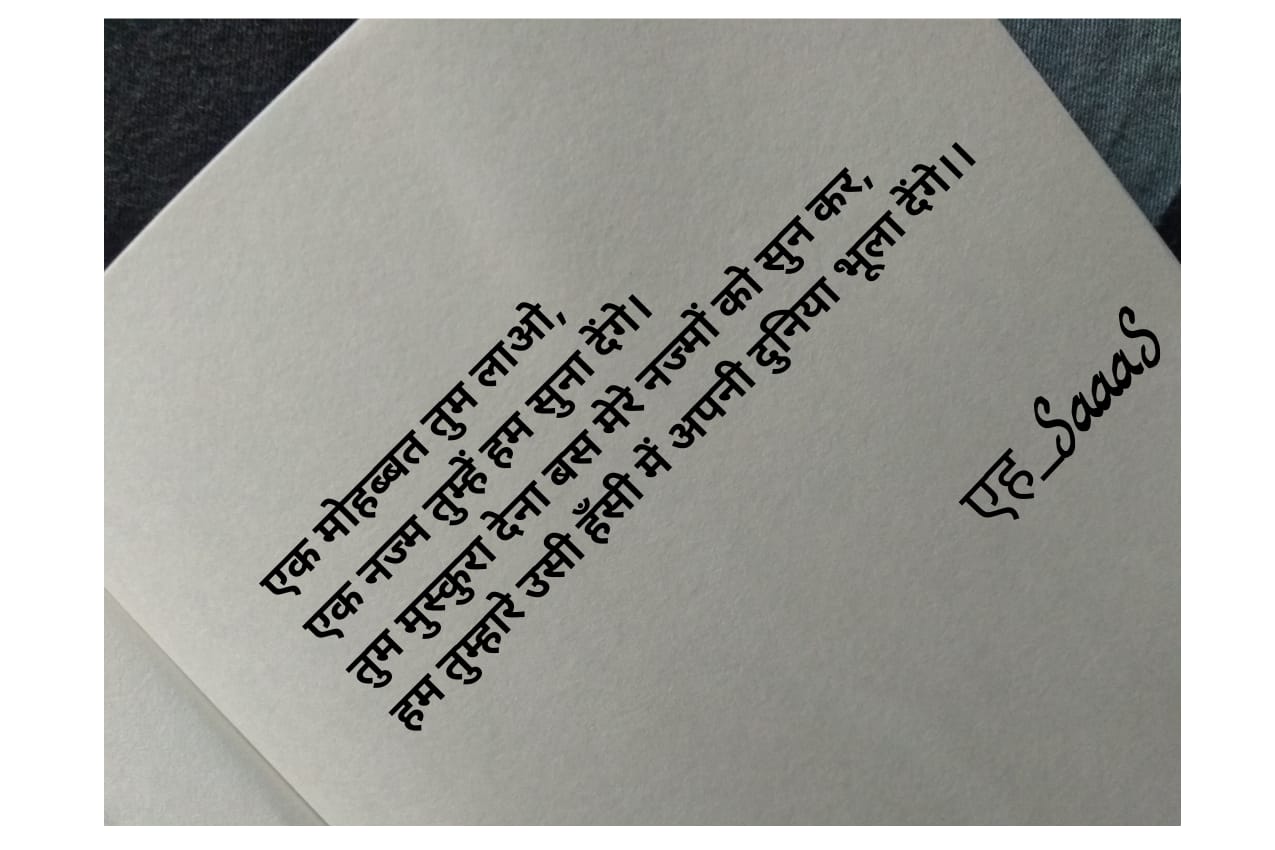 एक मोहब्बत तुम लाओ,
एक नज्म तुम्हें हम सुना देंगे।
तुम मुस्कुरा देना बस मेरे नज्मों को सुन कर,
हम तुम्हारे उसी हँसी में अपनी दुनिया भूला देंगे।।
एह_SaaaS